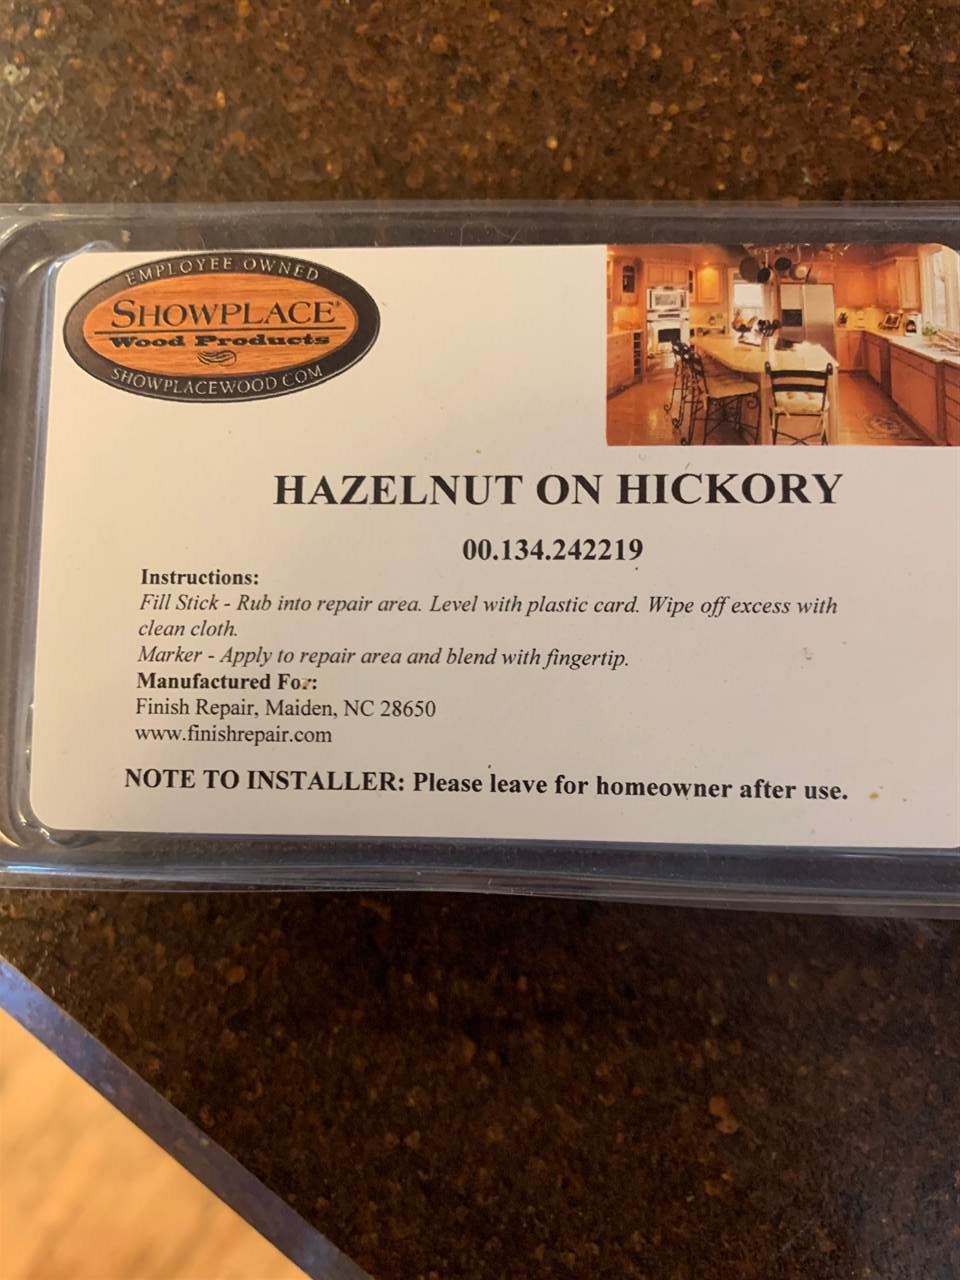 EMPLOYEE OWNED
SHOWPLACE®
Wood Products
SHOWPLACEWOOD.COM
HAZELNUT ON HICKORY
00.134.242219
Instructions:
Fill Stick - Rub into repair area. Level with plastic card. Wipe off excess with
clean cloth.
Marker - Apply to repair area and blend with fingertip.
Manufactured For:
Finish Repair, Maiden, NC 28650
www.finishrepair.com
NOTE TO INSTALLER: Please leave for homeowner after use.